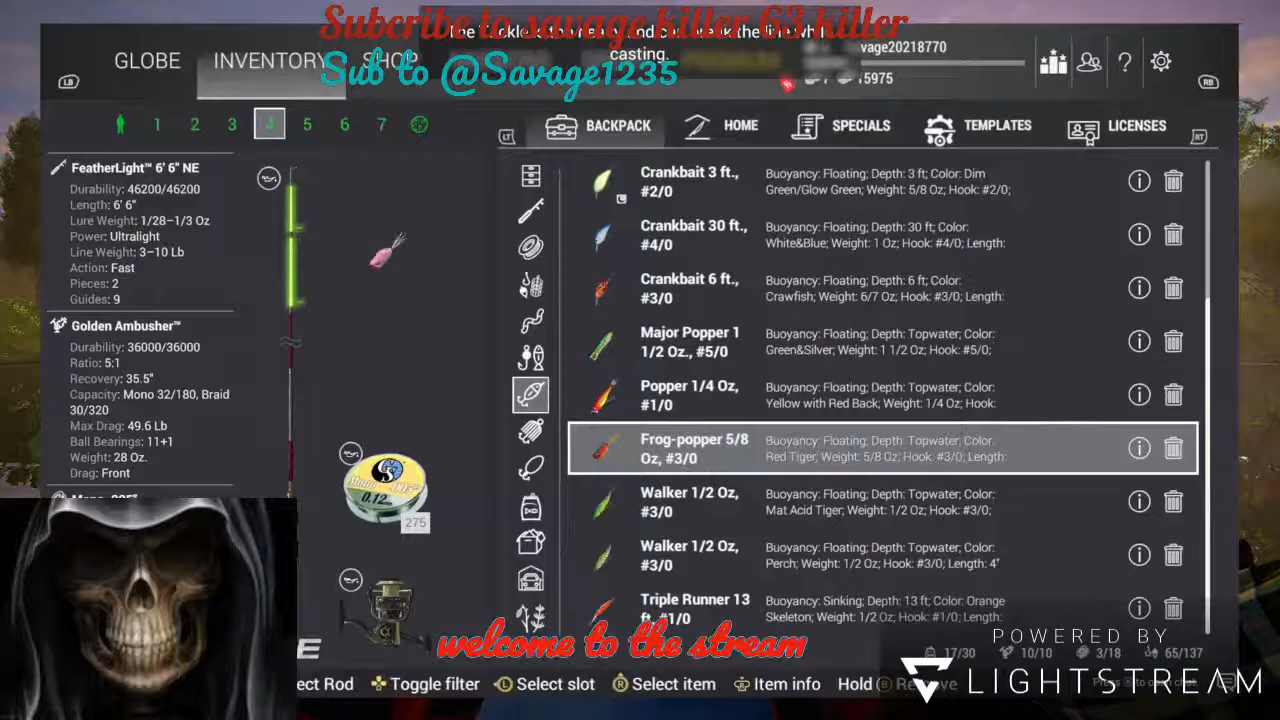 Subcribe to savage killer 63 killer
casting.
Sub to @Savage1235
vage20218770
15975
GLOBE
INVENTORY
SHOP
LB
RB
1 2 3 4 5 6 7
LT
BACKPACK
HOME
SPECIALS
TEMPLATES
LICENSES
RT
FeatherLight™ 6' 6" NE
Durability: 46200/46200
Length: 6' 6"
Lure Weight: 1/28–1/3 Oz
Power: Ultralight
Line Weight: 3–10 Lb
Action: Fast
Pieces: 2
Guides: 9
Golden Ambusher™
Durability: 36000/36000
Ratio: 5:1
Recovery: 35.5"
Capacity: Mono 32/180, Braid
30/320
Max Drag: 49.6 Lb
Ball Bearings: 11+1
Weight: 28 Oz.
Drag: Front
Mono .005"
0.12
275
Crankbait 3 ft.,
#2/0
Buoyancy: Floating; Depth: 3 ft; Color: Dim
Green/Glow Green; Weight: 5/8 Oz; Hook: #2/0;
Crankbait 30 ft.,
#4/0
Buoyancy: Floating; Depth: 30 ft; Color:
White&Blue; Weight: 1 Oz; Hook: #4/0; Length:
Crankbait 6 ft.,
#3/0
Buoyancy: Floating; Depth: 6 ft; Color:
Crawfish; Weight: 6/7 Oz; Hook: #3/0; Length:
Major Popper 1
1/2 Oz., #5/0
Buoyancy: Floating; Depth: Topwater; Color:
Green&Silver; Weight: 1 1/2 Oz; Hook: #5/0;
Popper 1/4 Oz,
#1/0
Buoyancy: Floating; Depth: Topwater; Color:
Yellow with Red Back; Weight: 1/4 Oz; Hook:
Frog-popper 5/8
Oz, #3/0
Buoyancy: Floating; Depth: Topwater; Color:
Red Tiger; Weight: 5/8 Oz; Hook: #3/0; Length:
Walker 1/2 Oz,
#3/0
Buoyancy: Floating; Depth: Topwater; Color:
Mat Acid Tiger; Weight: 1/2 Oz; Hook: #3/0;
Walker 1/2 Oz,
#3/0
Buoyancy: Floating; Depth: Topwater; Color:
Perch; Weight: 1/2 Oz; Hook: #3/0; Length: 4"
Triple Runner 13
ft., #1/0
Buoyancy: Sinking; Depth: 13 ft; Color: Orange
Skeleton; Weight: 1/2 Oz; Hook: #1/0; Length:
welcome to the stream
17/30 10/10 3/18 65/137
POWERED BY
LIGHTSTREAM
ect Rod
Toggle filter
L Select slot
R Select item
Item info
Hold B Remove